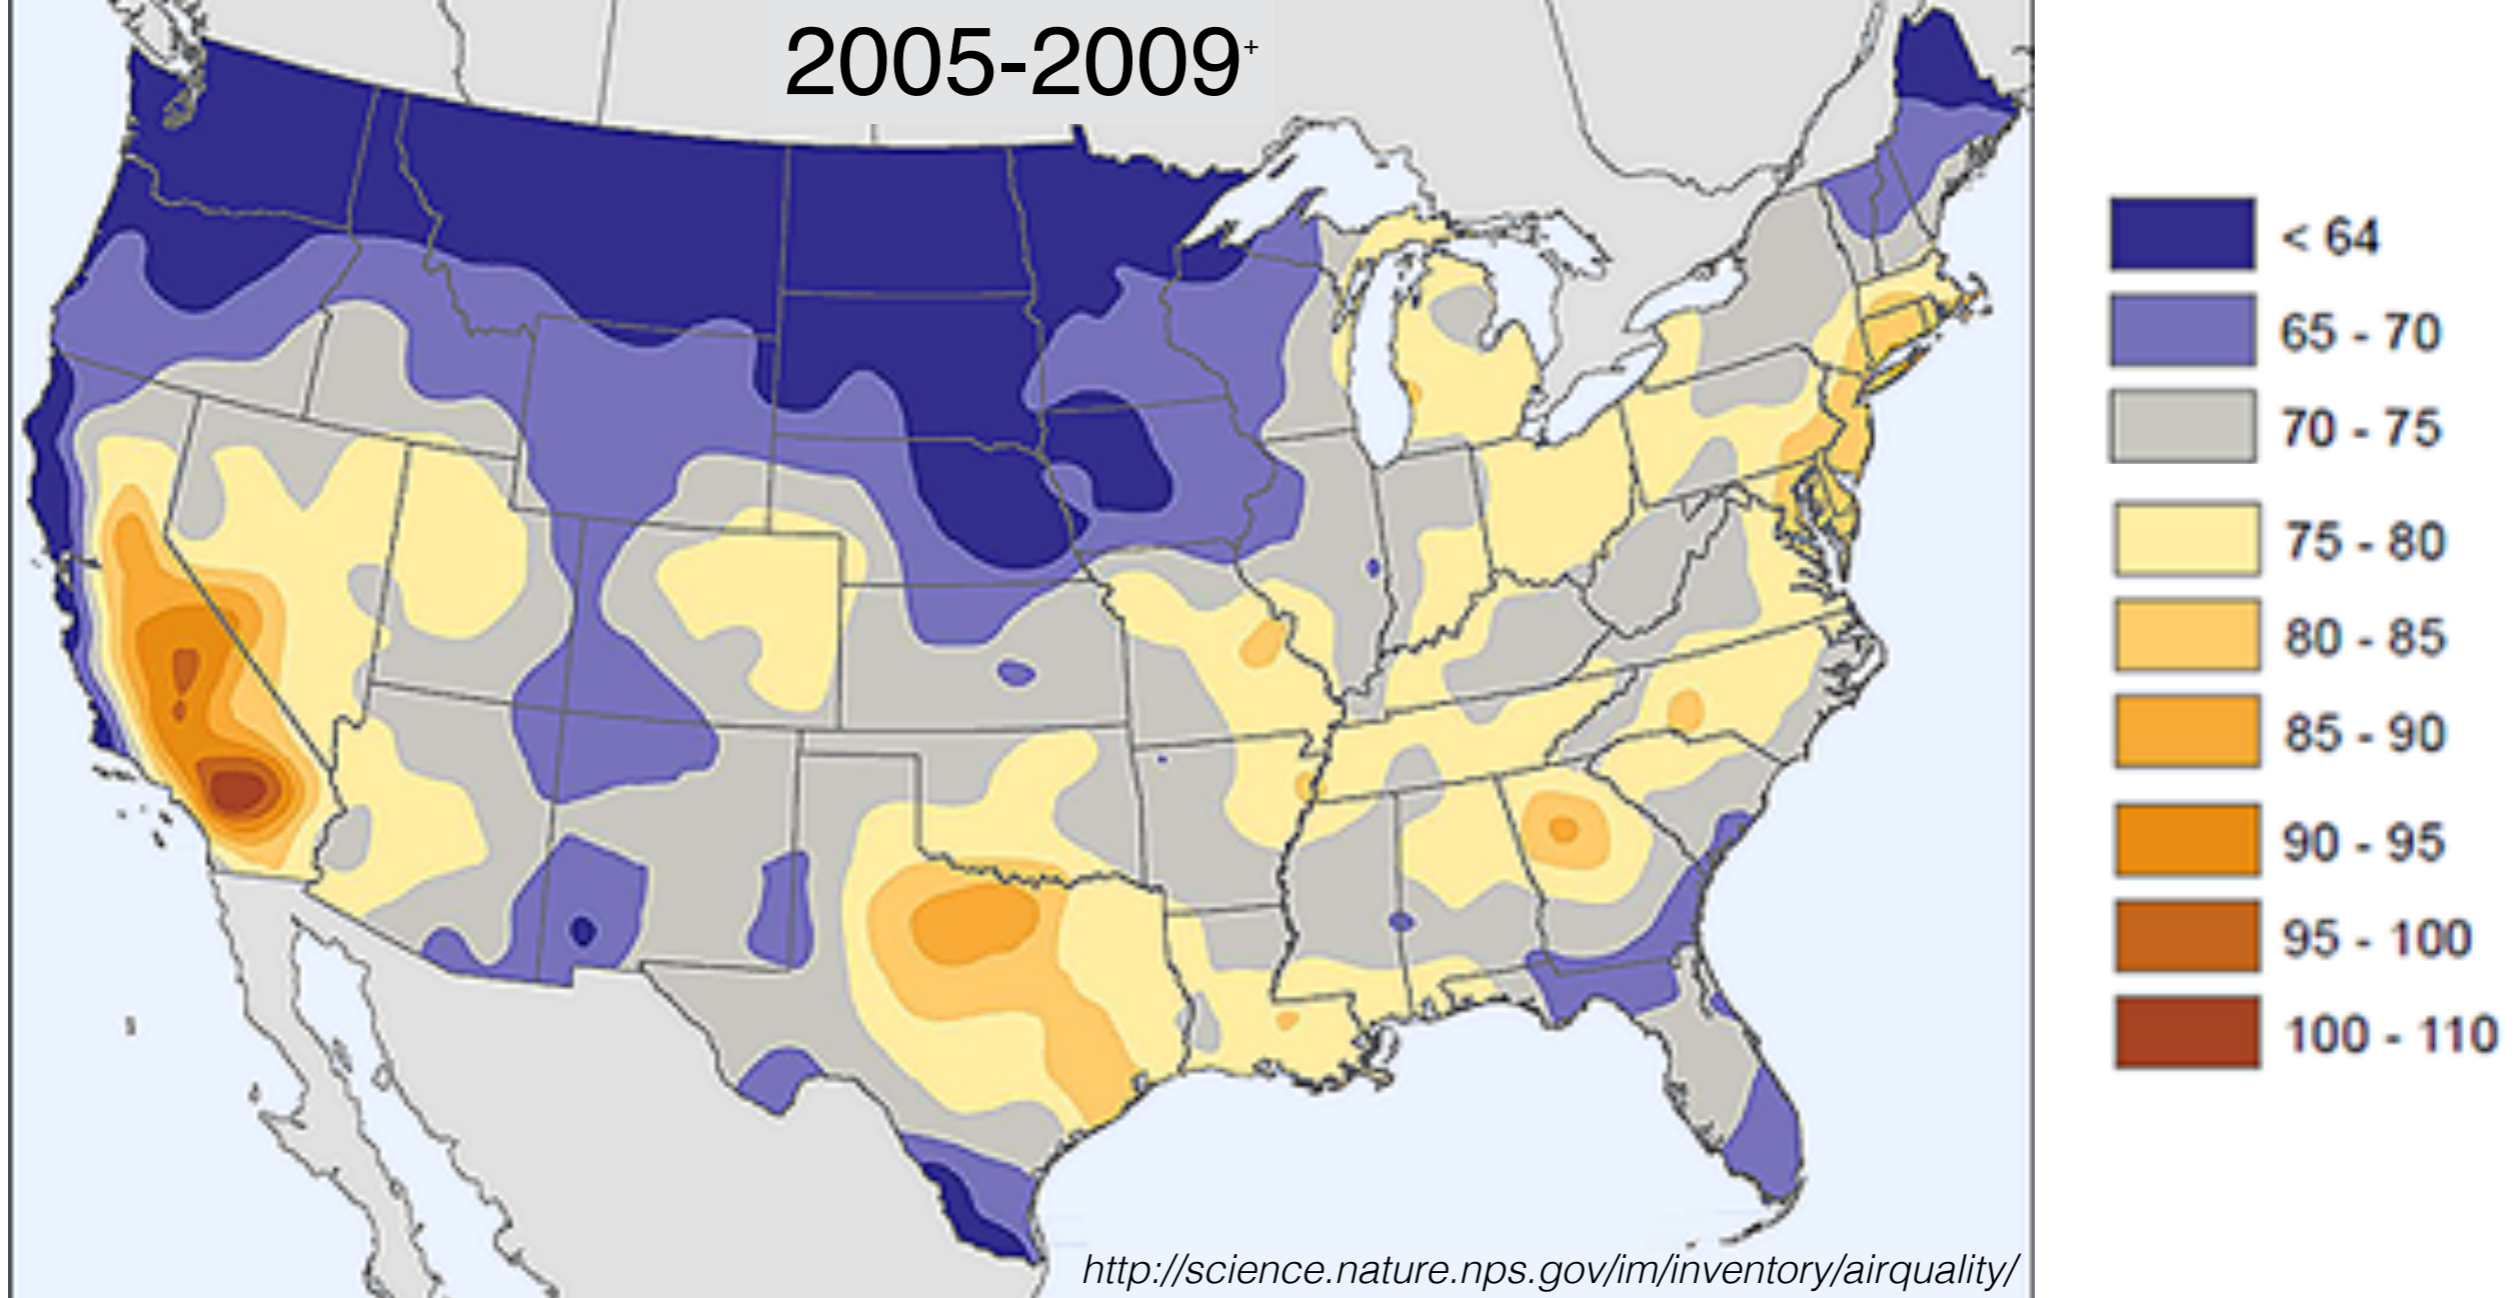 2005-2009+
< 64
65 - 70
70 - 75
75 - 80
80 - 85
85 - 90
90 - 95
95 - 100
100 - 110
http://science.nature.nps.gov/im/inventory/airquality/